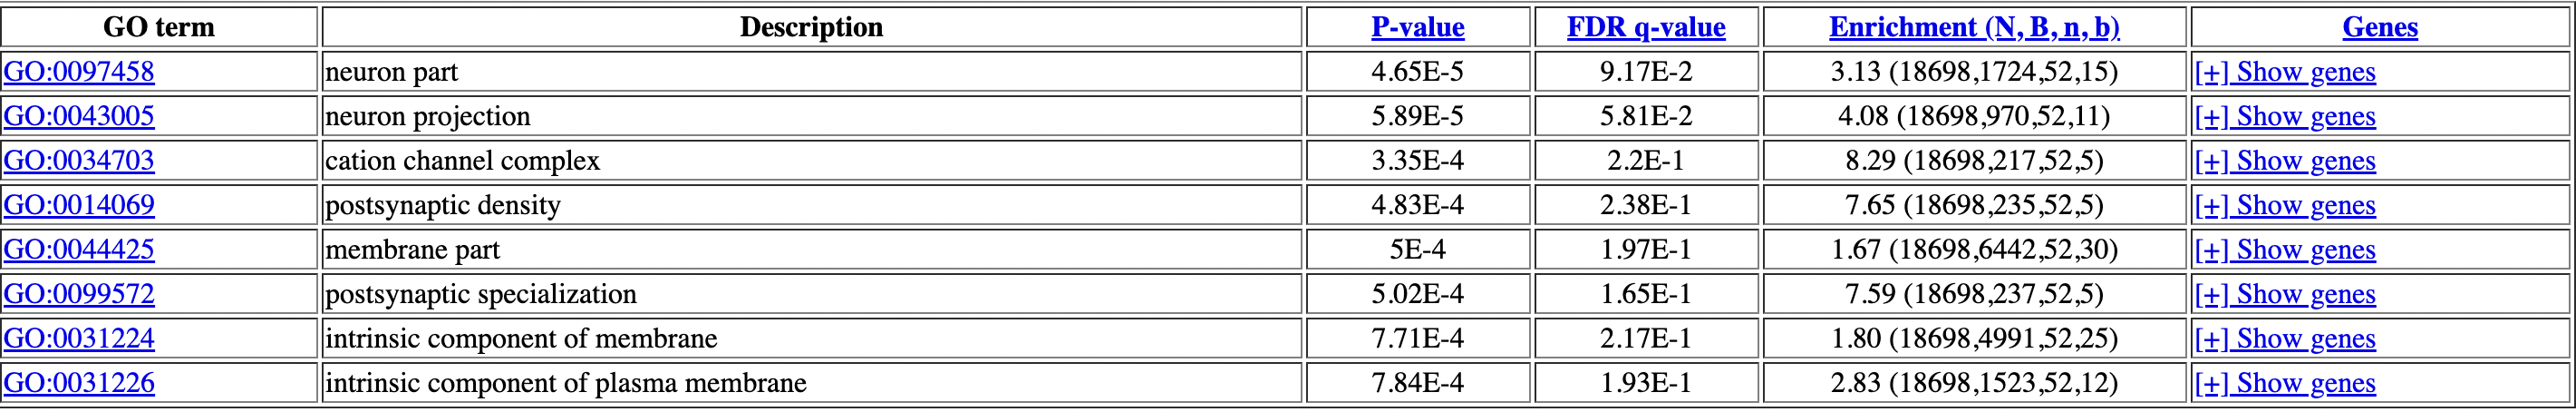 GO term Description P-value FDR q-value Enrichment (N, B, n, b) Genes
GO:0097458 neuron part 4.65E-5 9.17E-2 3.13 (18698,1724,52,15) [+] Show genes
GO:0043005 neuron projection 5.89E-5 5.81E-2 4.08 (18698,970,52,11) [+] Show genes
GO:0034703 cation channel complex 3.35E-4 2.2E-1 8.29 (18698,217,52,5) [+] Show genes
GO:0014069 postsynaptic density 4.83E-4 2.38E-1 7.65 (18698,235,52,5) [+] Show genes
GO:0044425 membrane part 5E-4 1.97E-1 1.67 (18698,6442,52,30) [+] Show genes
GO:0099572 postsynaptic specialization 5.02E-4 1.65E-1 7.59 (18698,237,52,5) [+] Show genes
GO:0031224 intrinsic component of membrane 7.71E-4 2.17E-1 1.80 (18698,4991,52,25) [+] Show genes
GO:0031226 intrinsic component of plasma membrane 7.84E-4 1.93E-1 2.83 (18698,1523,52,12) [+] Show genes